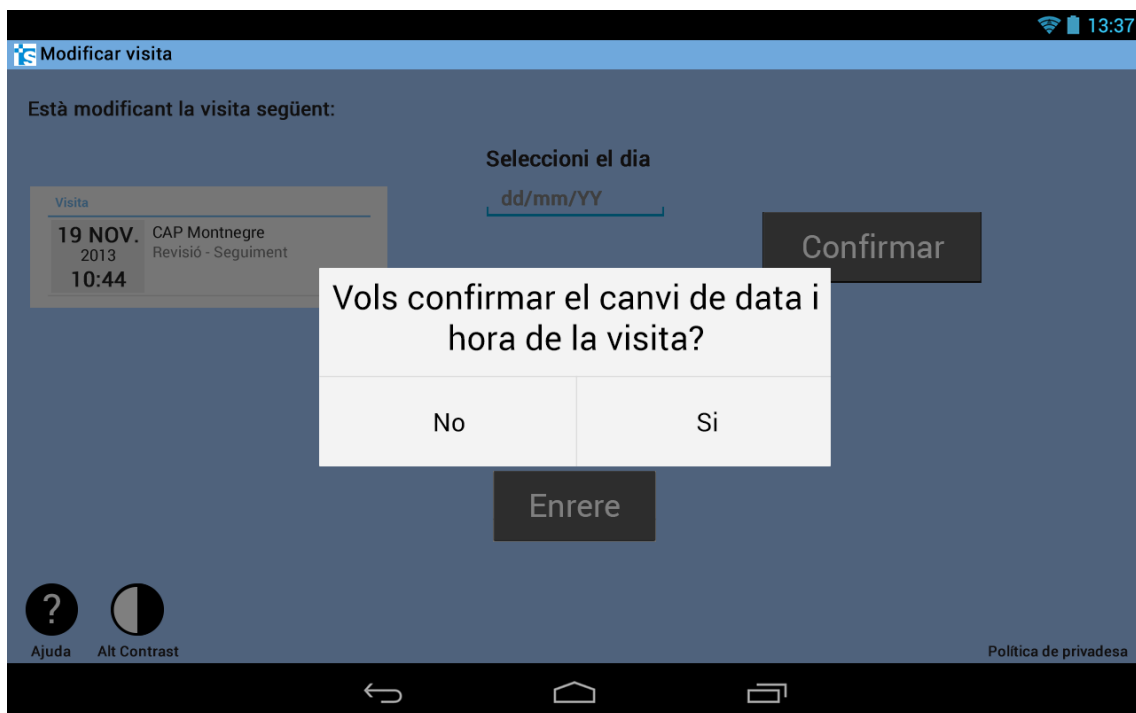 13:37
is Modificar visita
Està modificant la visita següent:
Seleccioni el dia
dd/mm/YY
Visita
19 NOV.
2013
10:44
CAP Montnegre
Revisió - Seguiment
Confirmar
Vols confirmar el canvi de data i
hora de la visita?
No
Si
Enrere
?
Ajuda
Alt Contrast
Política de privadesa